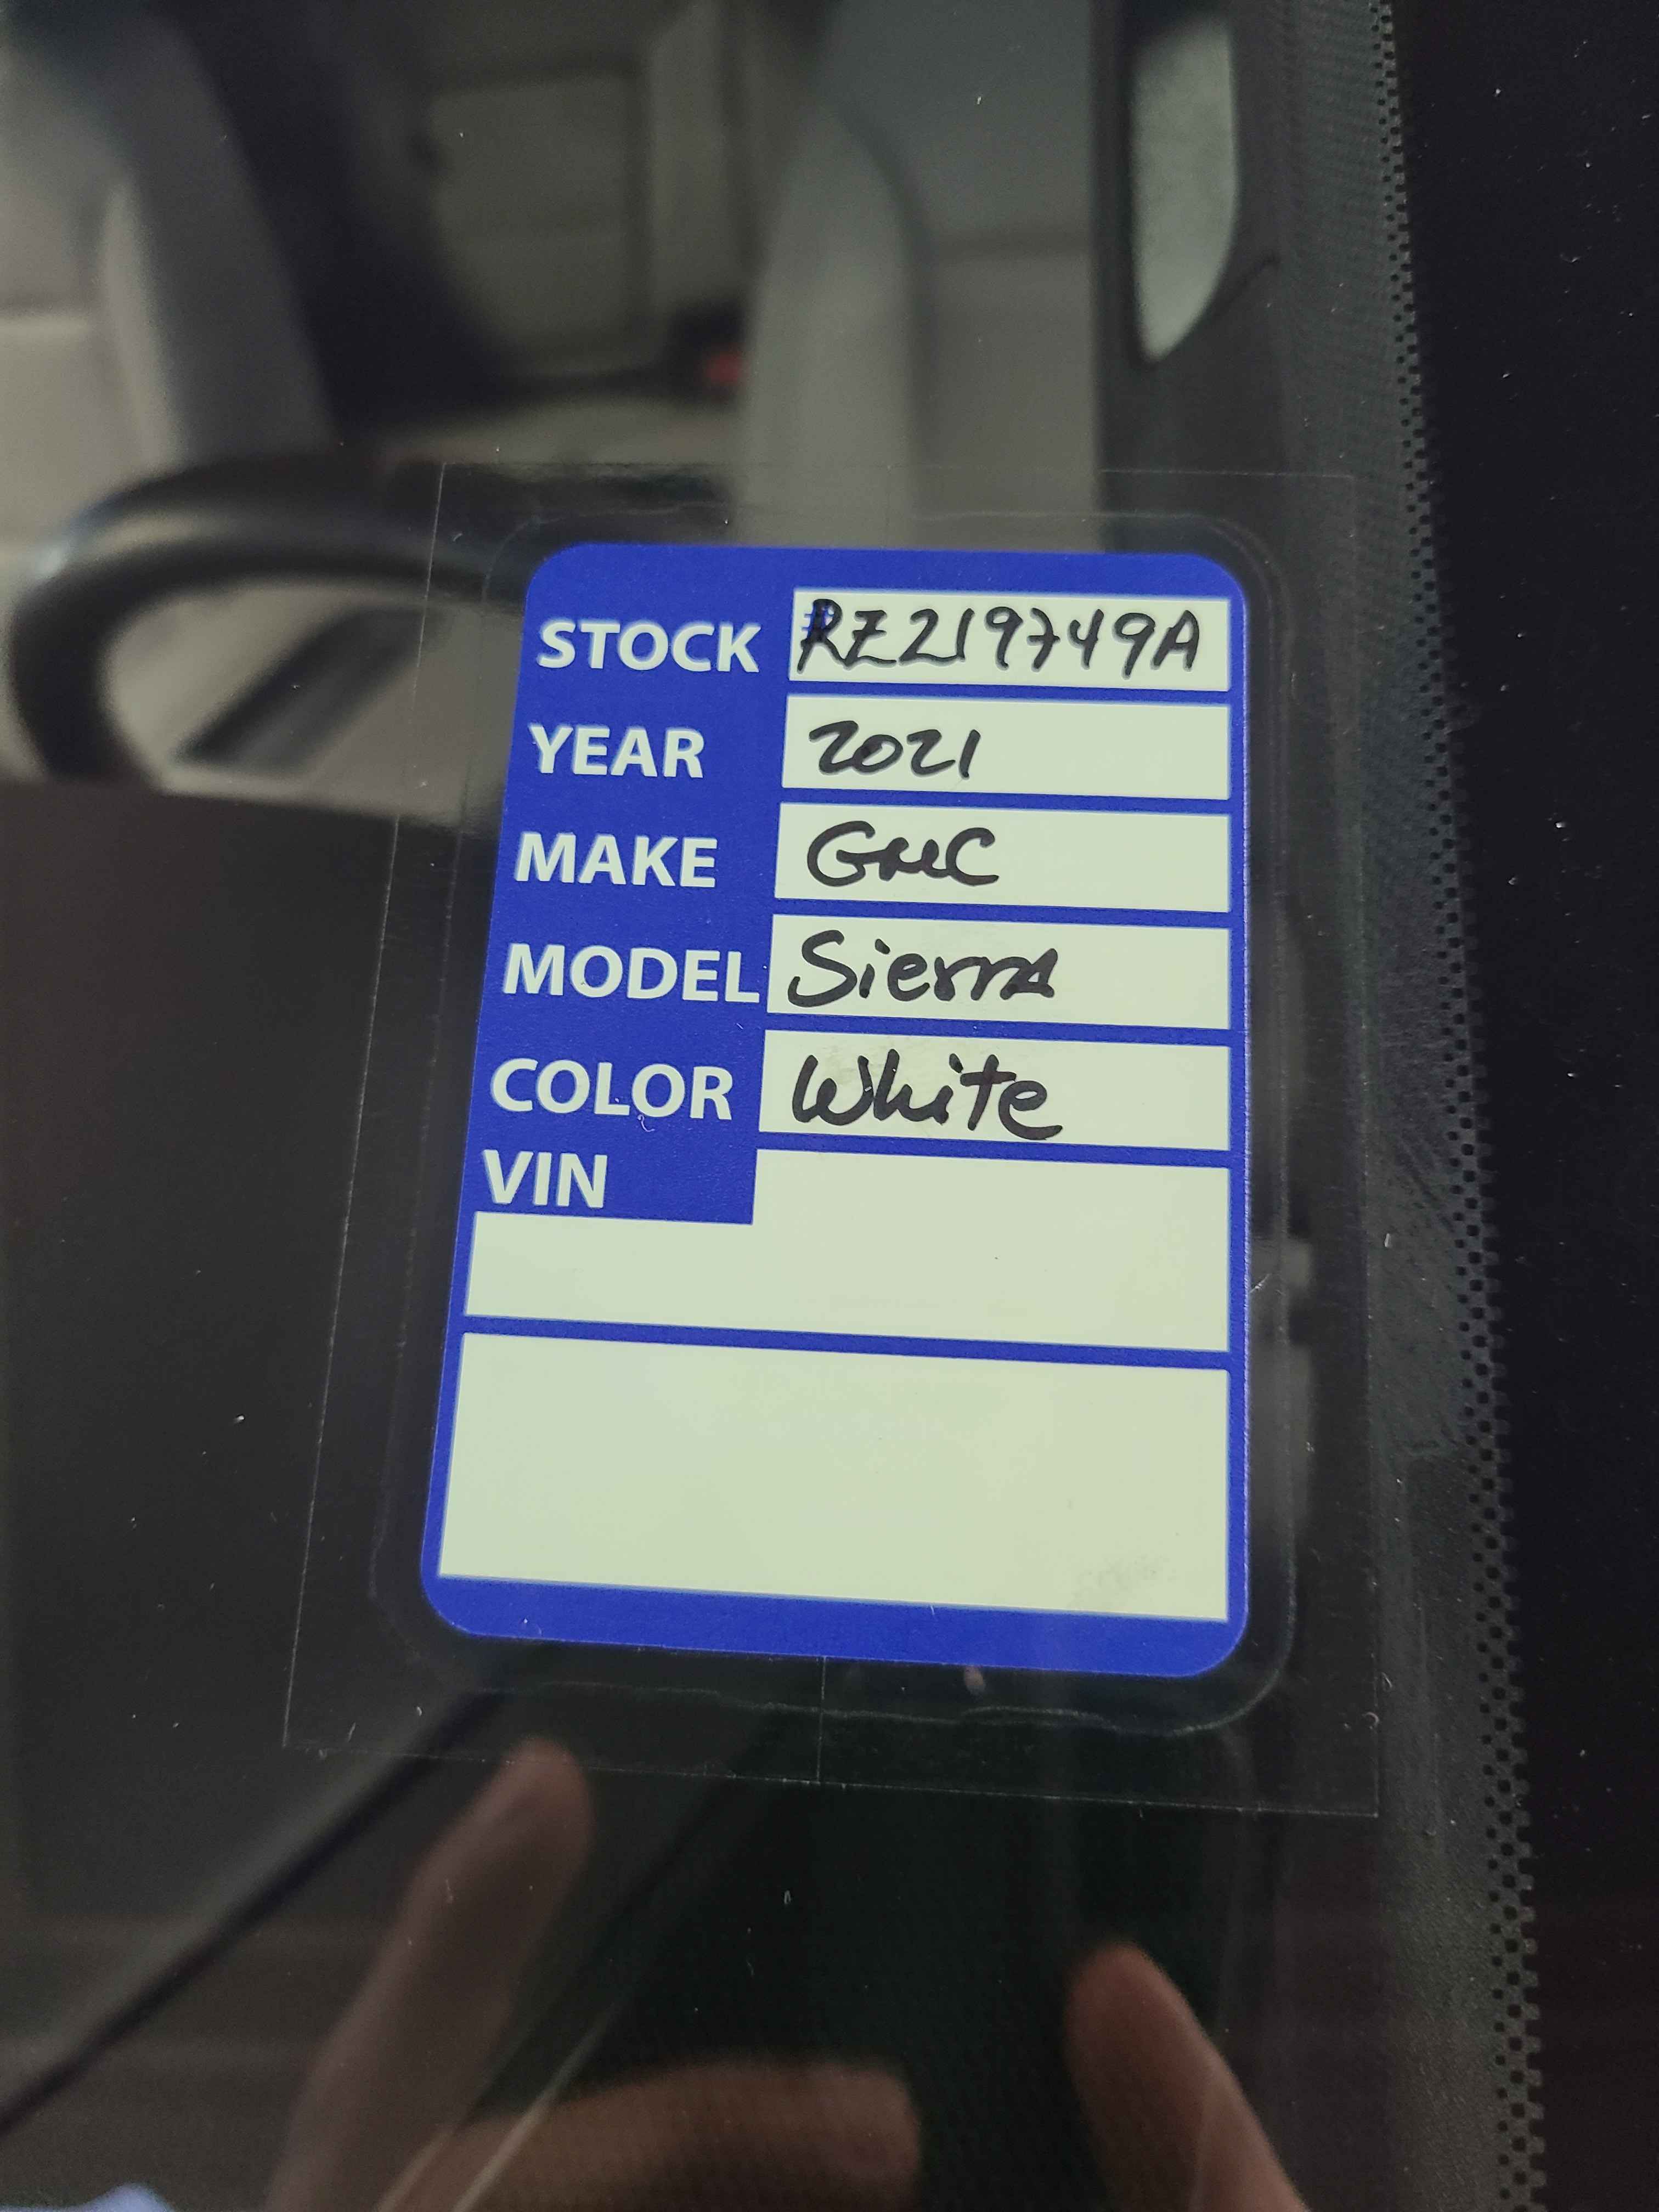 STOCK #RZ219749A
YEAR 2021
MAKE GMC
MODEL Sierra
COLOR White
VIN